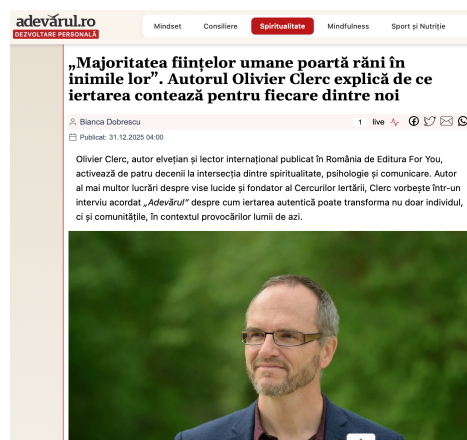 adevărul.ro
DEZVOLTARE PERSONALĂ
Mindset Consiliere Spiritualitate Mindfulness Sport și Nutriție
„Majoritatea ființelor umane poartă răni în
inimile lor”. Autorul Olivier Clerc explică de ce
iertarea contează pentru fiecare dintre noi
Bianca Dobrescu 1 live
Publicat: 31.12.2025 04:00
Olivier Clerc, autor elvețian și lector internațional publicat în România de Editura For You,
activează de patru decenii la intersecția dintre spiritualitate, psihologie și comunicare. Autor
al mai multor lucrări despre vise lucide și fondator al Cercurilor Iertării, Clerc vorbește într-un
interviu acordat „Adevărul” despre cum iertarea autentică poate transforma nu doar individul,
ci și comunitățile, în contextul provocărilor lumii de azi.